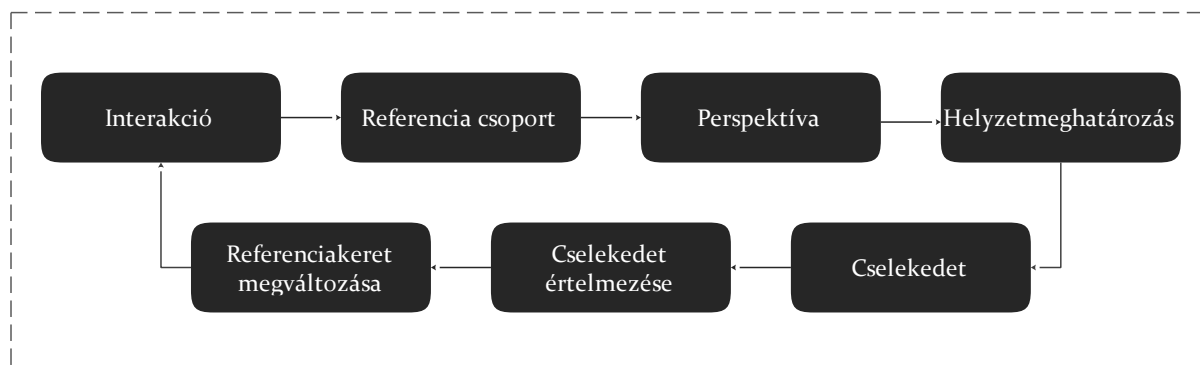 Interakció
Referencia csoport
Perspektíva
Helyzetmeghatározás
Referenciakeret
megváltozása
Cselekedet
értelmezése
Cselekedet